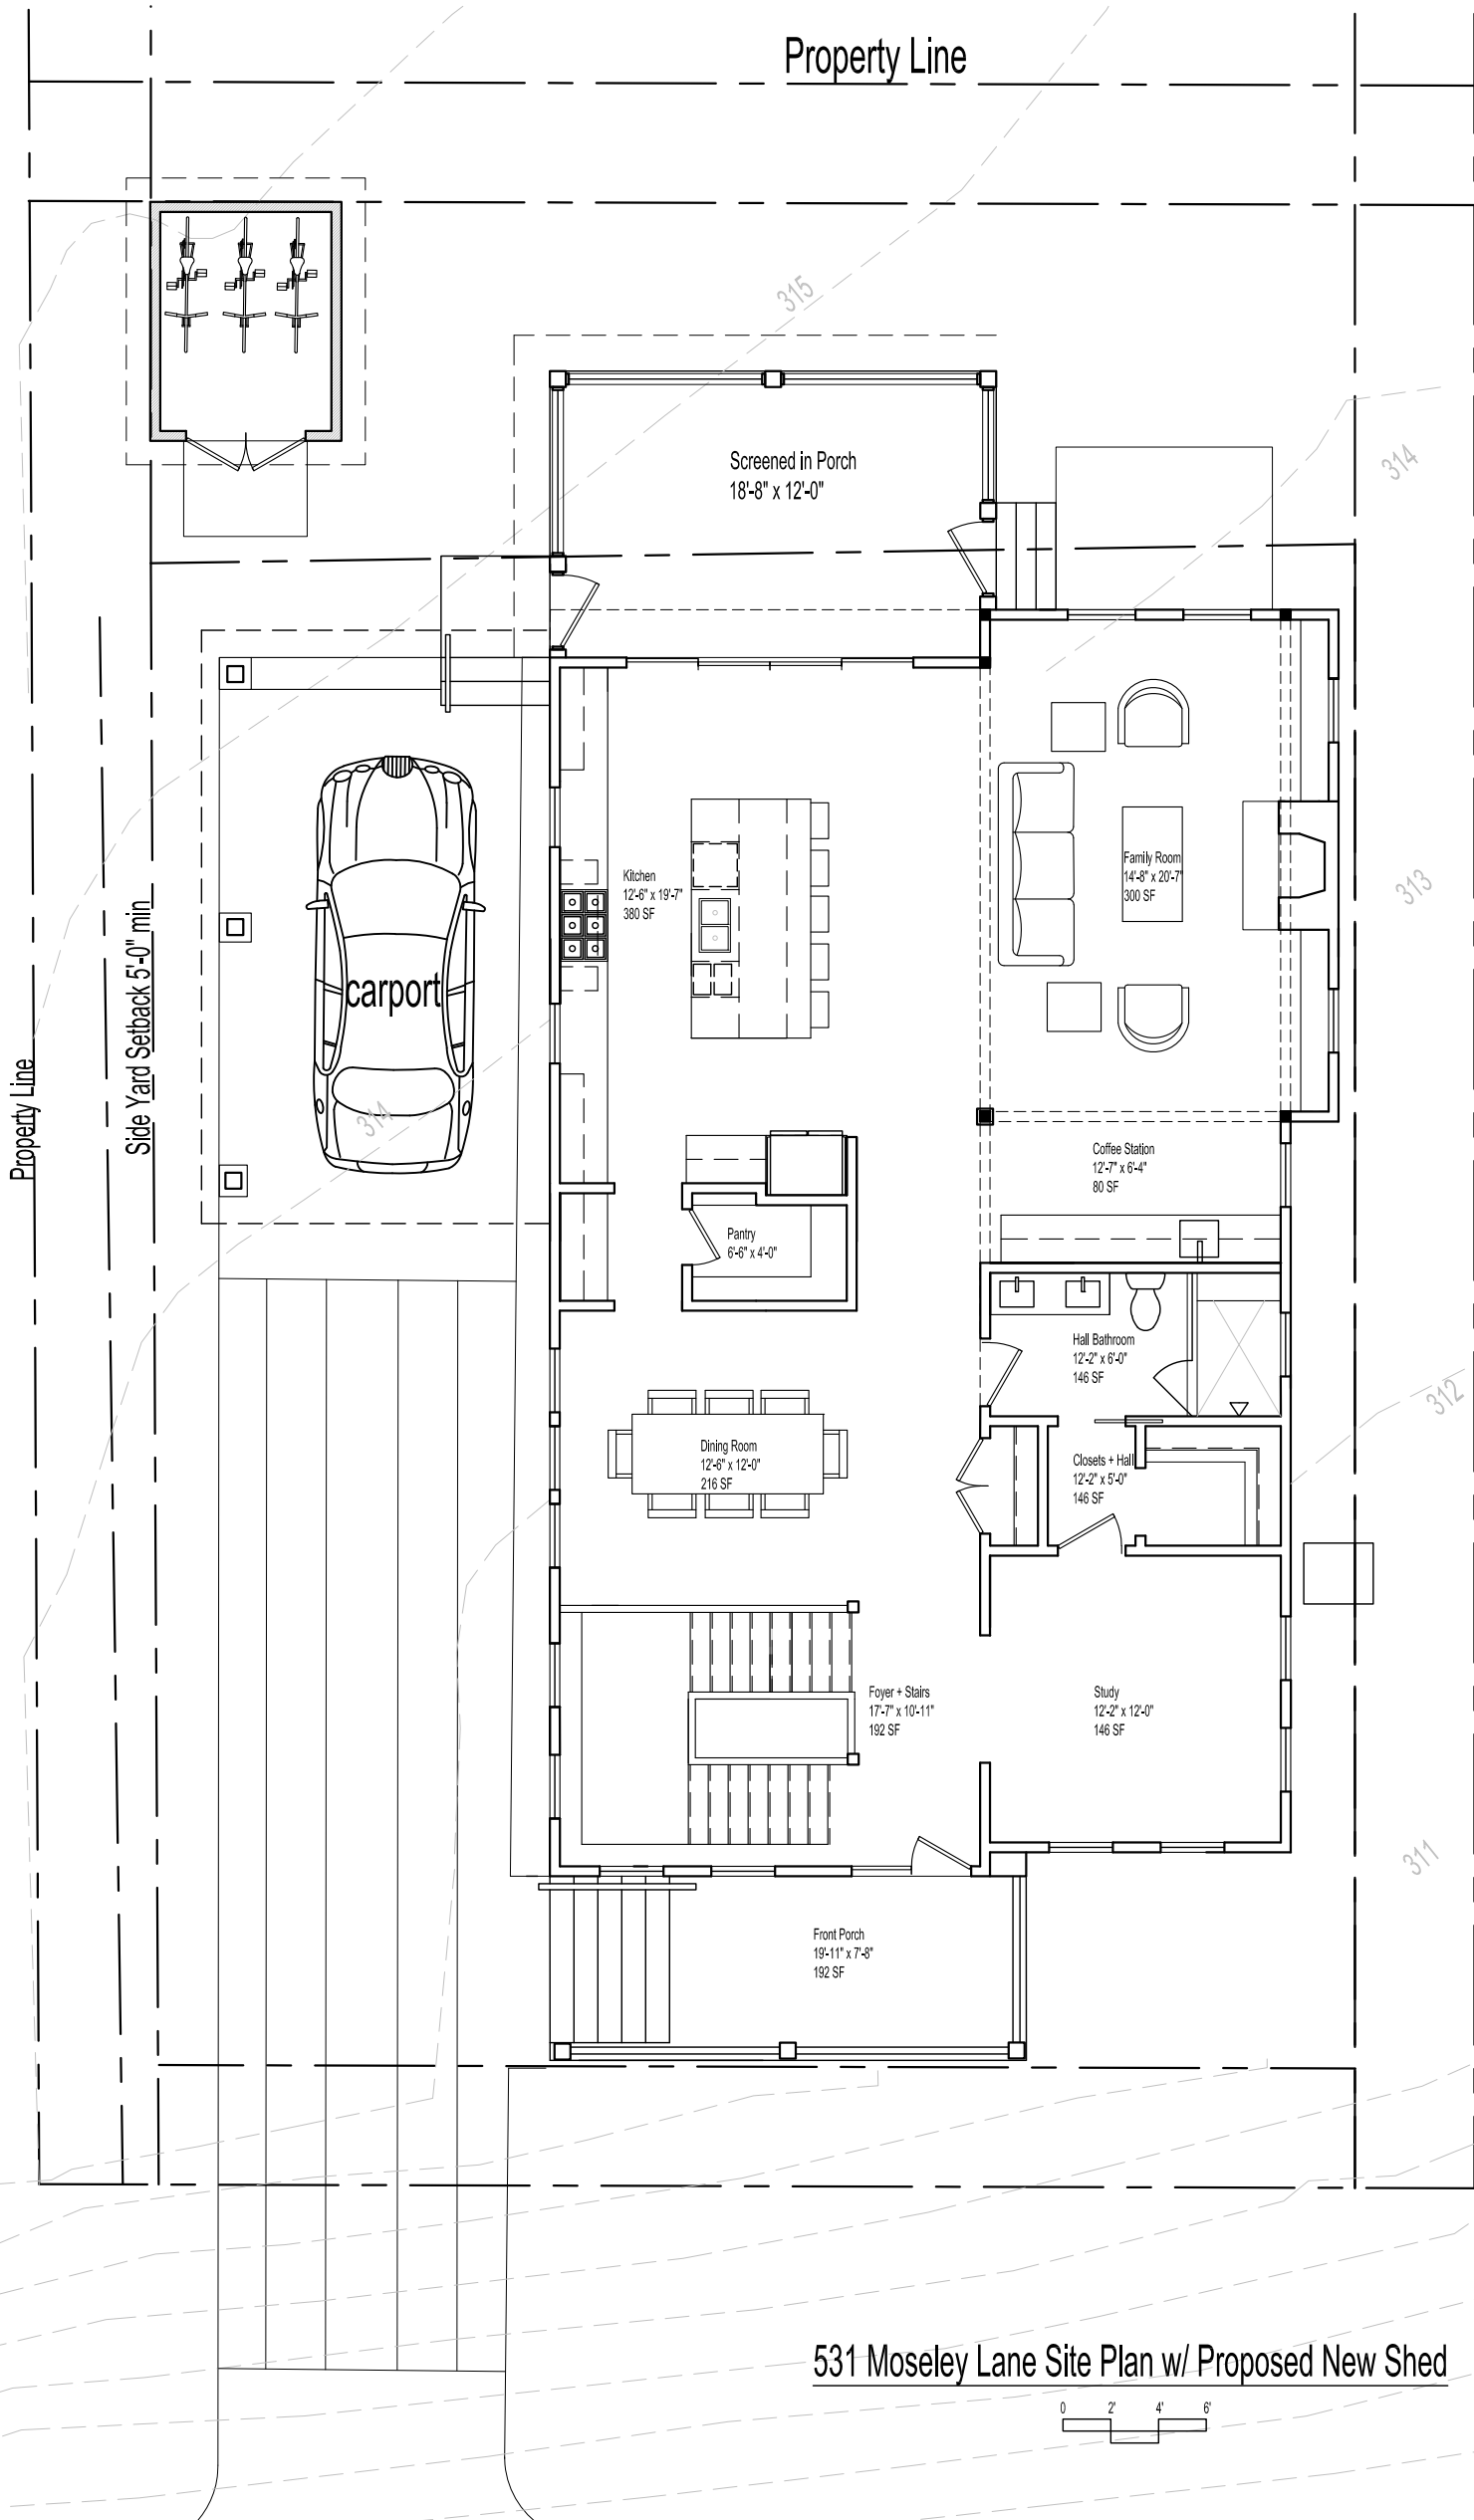 Property Line
315
314
Screened in Porch
18'-8" x 12'-0"
Kitchen
12'-6" x 19'-7"
380 SF
Family Room
14'-8" x 20'-7"
300 SF
313
carport
Side Yard Setback 5'-0" min
Property Line
314
Coffee Station
12'-7" x 6'-4"
80 SF
Pantry
6'-6" x 4'-0"
Hall Bathroom
12'-2" x 6'-0"
146 SF
312
Dining Room
12'-6" x 12'-0"
216 SF
Closets + Hall
12'-2" x 5'-0"
146 SF
Foyer + Stairs
17'-7" x 10'-11"
192 SF
Study
12'-2" x 12'-0"
146 SF
311
Front Porch
19'-11" x 7'-8"
192 SF
531 Moseley Lane Site Plan w/ Proposed New Shed
0 2' 4' 6'